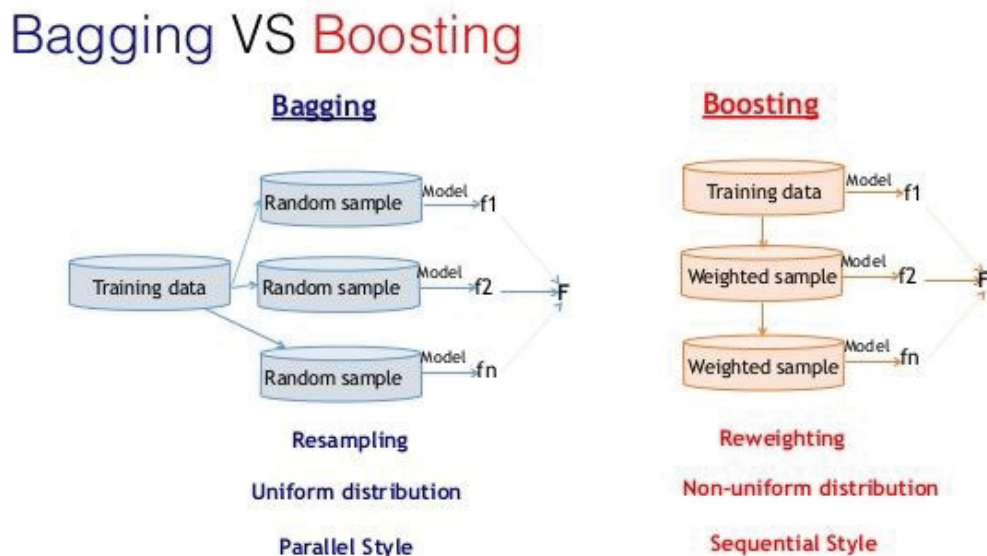 Bagging VS Boosting
Bagging
Random sample
Model
f1
Training data
Random sample
Model
f2
F
Random sample
Model
fn
Resampling
Uniform distribution
Parallel Style
Boosting
Training data
Model
f1
Weighted sample
Model
f2
F
Weighted sample
Model
fn
Reweighting
Non-uniform distribution
Sequential Style